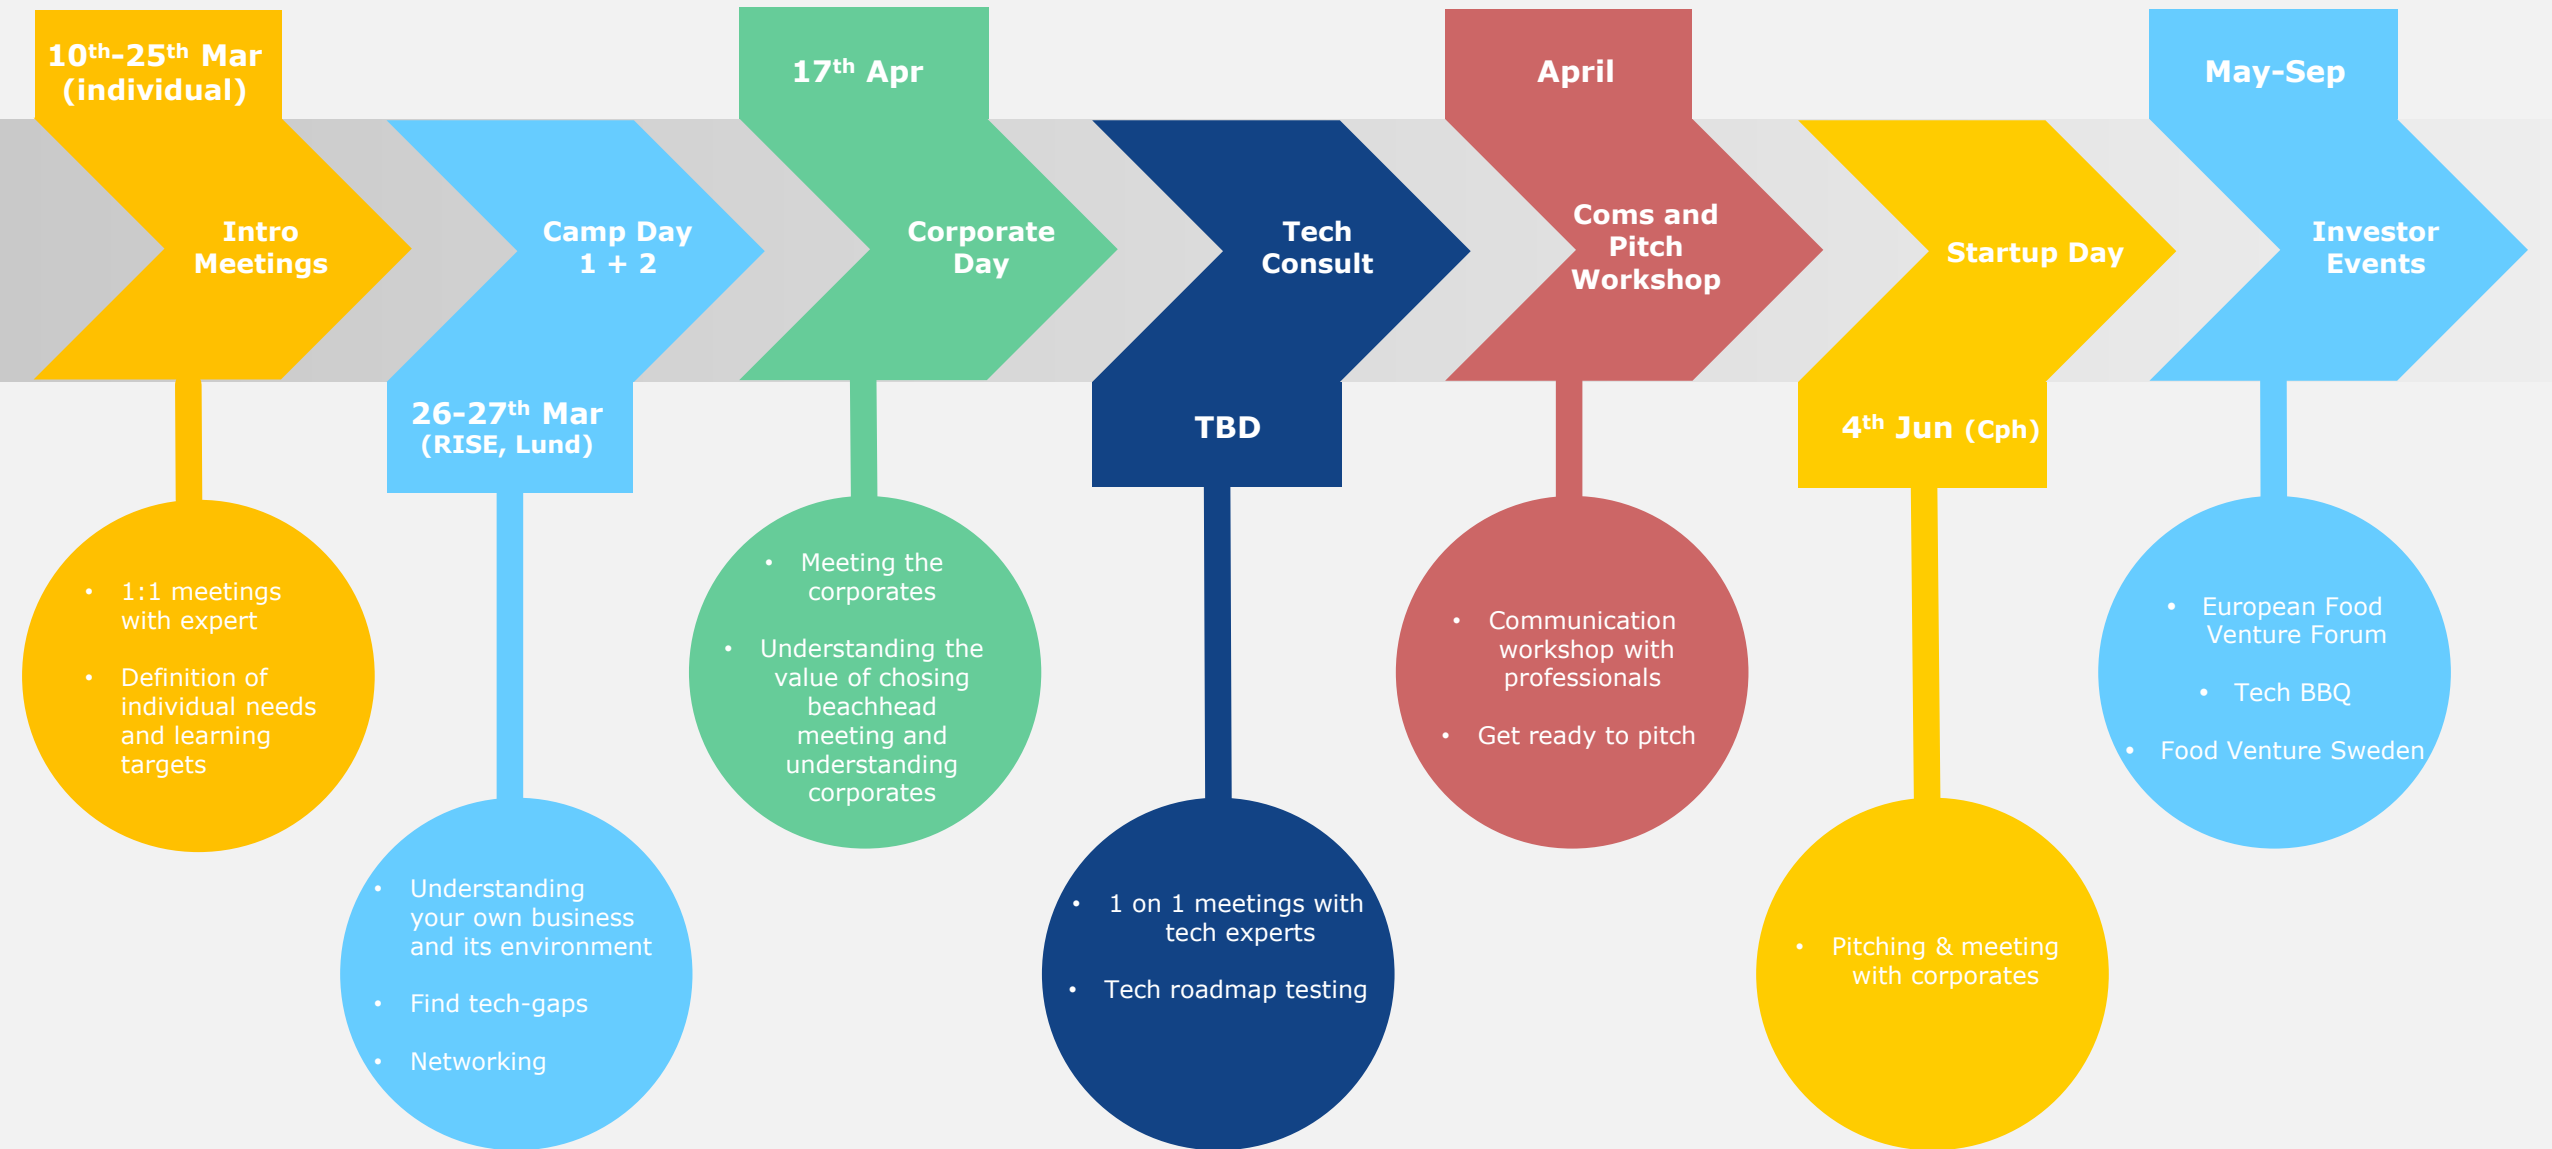 10th-25th Mar
(individual)
17th Apr
April
May-Sep
Intro
Meetings
Camp Day
1 + 2
Corporate
Day
Tech
Consult
Coms and
Pitch
Workshop
Startup Day
Investor
Events
26-27th Mar
(RISE, Lund)
TBD
4th Jun (Cph)
• 1:1 meetings
with expert
• Definition of
individual needs
and learning
targets
• Understanding
your own business
and its environment
• Find tech-gaps
• Networking
• Meeting the
corporates
• Understanding the
value of chosing
beachhead
meeting and
understanding
corporates
• 1 on 1 meetings with
tech experts
• Tech roadmap testing
• Communication
workshop with
professionals
• Get ready to pitch
• Pitching & meeting
with corporates
• European Food
Venture Forum
• Tech BBQ
• Food Venture Sweden